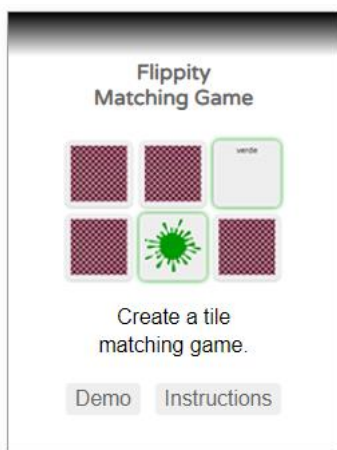 Flippity
Matching Game
verde
Create a tile
matching game.
Demo Instructions